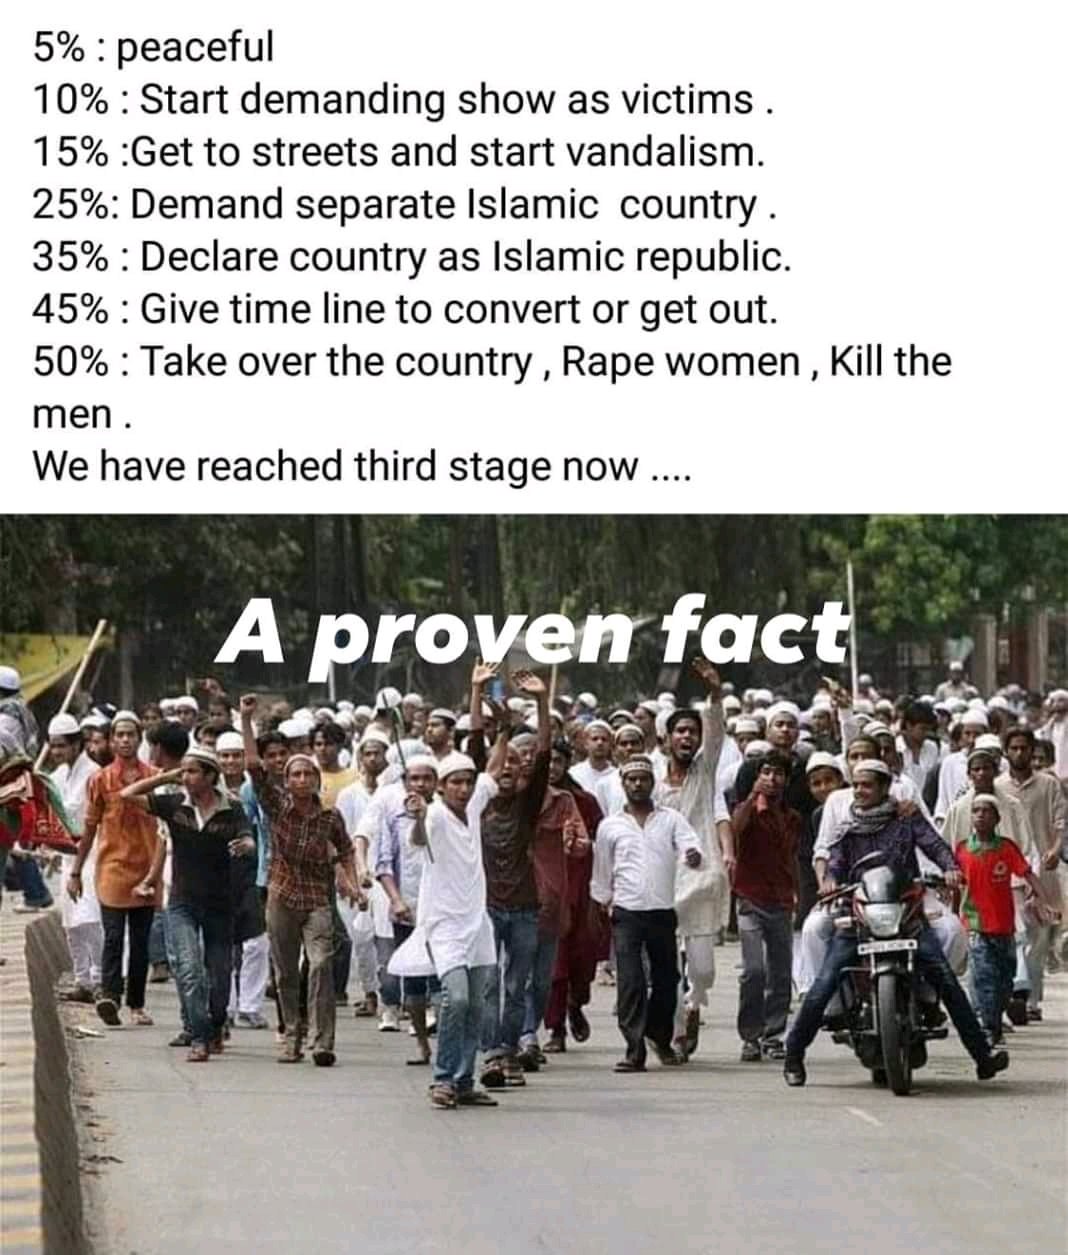 5% : peaceful
10% : Start demanding show as victims .
15% :Get to streets and start vandalism.
25%: Demand separate Islamic country .
35% : Declare country as Islamic republic.
45% : Give time line to convert or get out.
50% : Take over the country , Rape women , Kill the
men .
We have reached third stage now ....
A proven fact